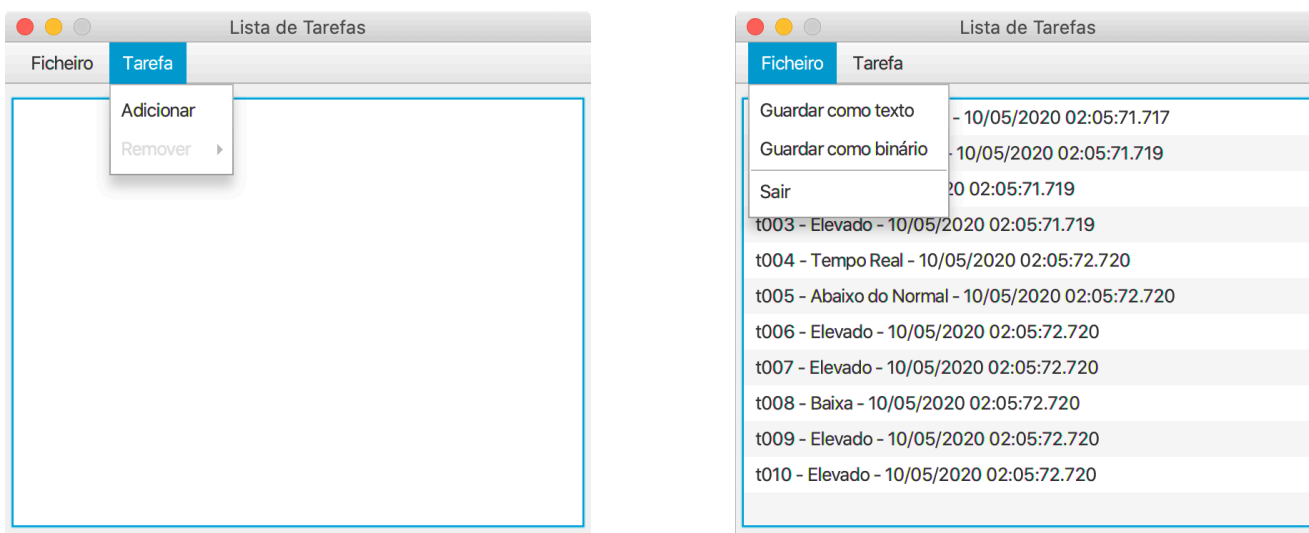 Lista de Tarefas
Ficheiro Tarefa
Adicionar
Remover
Lista de Tarefas
Ficheiro Tarefa
Guardar como texto - 10/05/2020 02:05:71.717
Guardar como binário - 10/05/2020 02:05:71.719
20 02:05:71.719
Sair
t003 - Elevado - 10/05/2020 02:05:71.719
t004 - Tempo Real - 10/05/2020 02:05:72.720
t005 - Abaixo do Normal - 10/05/2020 02:05:72.720
t006 - Elevado - 10/05/2020 02:05:72.720
t007 - Elevado - 10/05/2020 02:05:72.720
t008 - Baixa - 10/05/2020 02:05:72.720
t009 - Elevado - 10/05/2020 02:05:72.720
t010 - Elevado - 10/05/2020 02:05:72.720